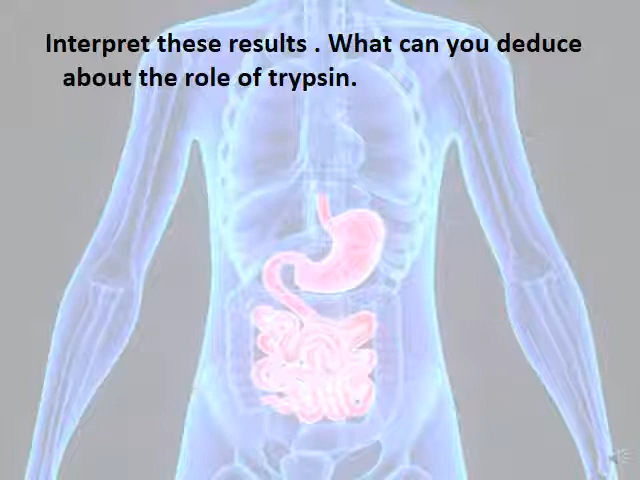 Interpret these results . What can you deduce
about the role of trypsin.